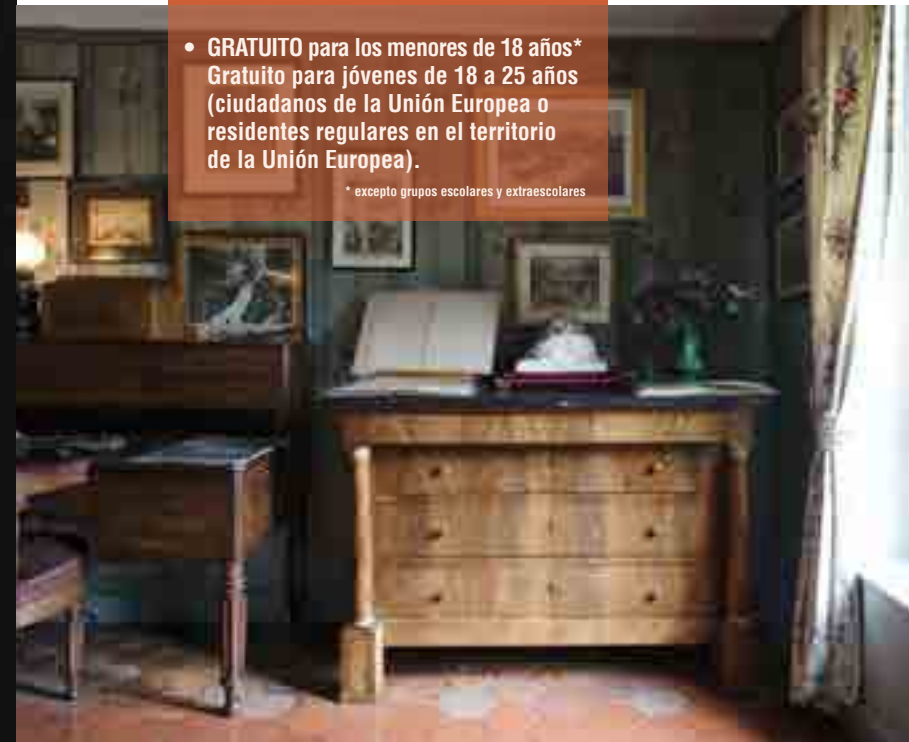 • GRATUITO para los menores de 18 años*
Gratuito para jóvenes de 18 a 25 años
(ciudadanos de la Unión Europea o
residentes regulares en el territorio
de la Unión Europea).
* excepto grupos escolares y extraescolares